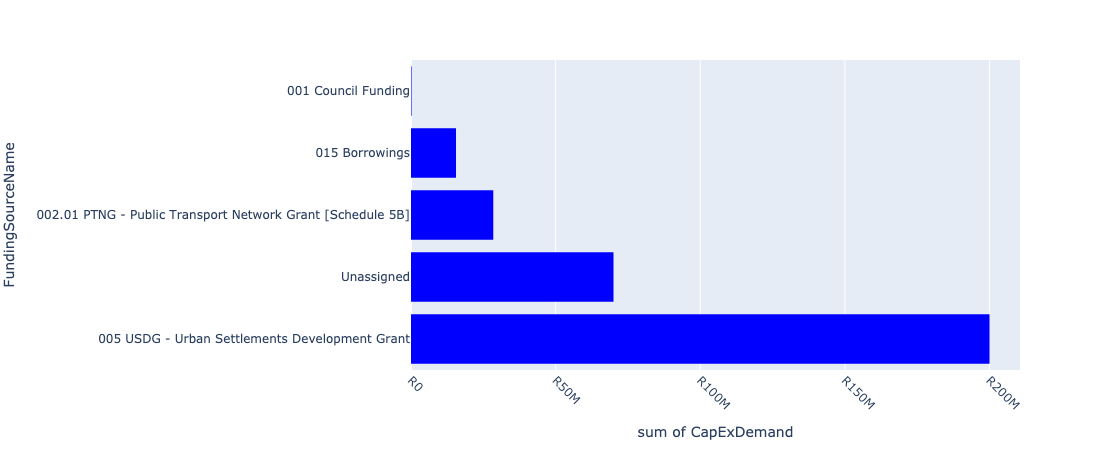 FundingSourceName
001 Council Funding
015 Borrowings
002.01 PTNG - Public Transport Network Grant [Schedule 5B]
Unassigned
005 USDG - Urban Settlements Development Grant
R0
R50M
R100M
R150M
R200M
sum of CapExDemand